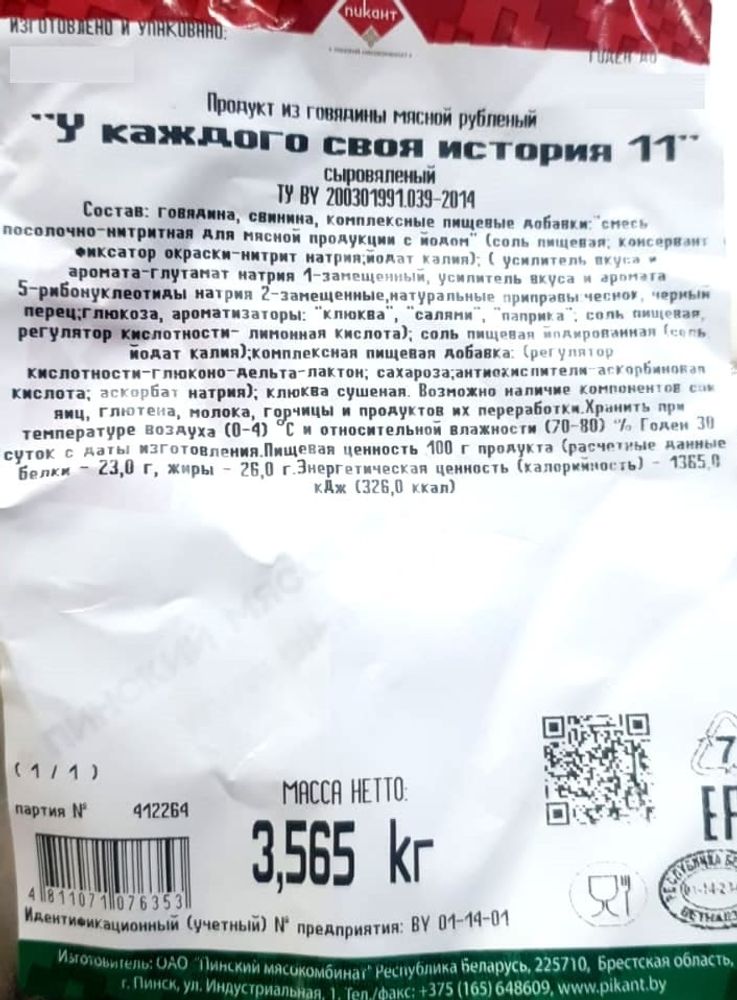 ПИКАНТ
ИЗГОТОВЛЕНО И УПАКОВАНО:
ГОДЕН ДО
Продукт из говядины мясной рубленый
"У каждого своя история 11"
сыровяленый
ТУ BY 200301991.039-2014
Состав: говядина, свинина, комплексные пищевые добавки:"смесь
посолочно-нитритная для мясной продукции с йодом" (соль пищевая; консервант
фиксатор окраски-нитрит натрия;йодат калия); ( усилитель вкуса и
аромата-глутамат натрия 1-замещенный, усилитель вкуса и аромата
5-рибонуклеотиды натрия 2-замещенные,натуральные приправы:чеснок, черный
перец;глюкоза, ароматизаторы: "клюква", "салями", "паприка"; соль пищевая,
регулятор кислотности- лимонная кислота); соль пищевая йодированная (соль
йодат калия);комплексная пищевая добавка: (регулятор
кислотности-глюконо-дельта-лактон; сахароза;антиокислители-аскорбиновая
кислота; аскорбат натрия); клюква сушеная. Возможно наличие компонентов сои
яиц, глютена, молока, горчицы и продуктов их переработки.Хранить при
температуре воздуха (0-4) °С и относительной влажности (70-80) % Годен 30
суток с даты изготовления.Пищевая ценность 100 г продукта (расчетные данные
белки - 23,0 г, жиры - 26,0 г.Энергетическая ценность (калорийность) - 1365,0
кДж (326,0 ккал)
ПИНСКИЙ МЯС
(1/1)
партия № 412264
МАССА НЕТТО:
3,565 кг
7
4 811071 076353
РЕСПУБЛИКА
Идентификационный (учетный) № предприятия: BY 01-14-01
Изготовитель: ОАО "Пинский мясокомбинат" Республика Беларусь, 225710, Брестская область,
г. Пинск, ул. Индустриальная, 1. Тел./факс: +375 (165) 648609, www.pikant.by